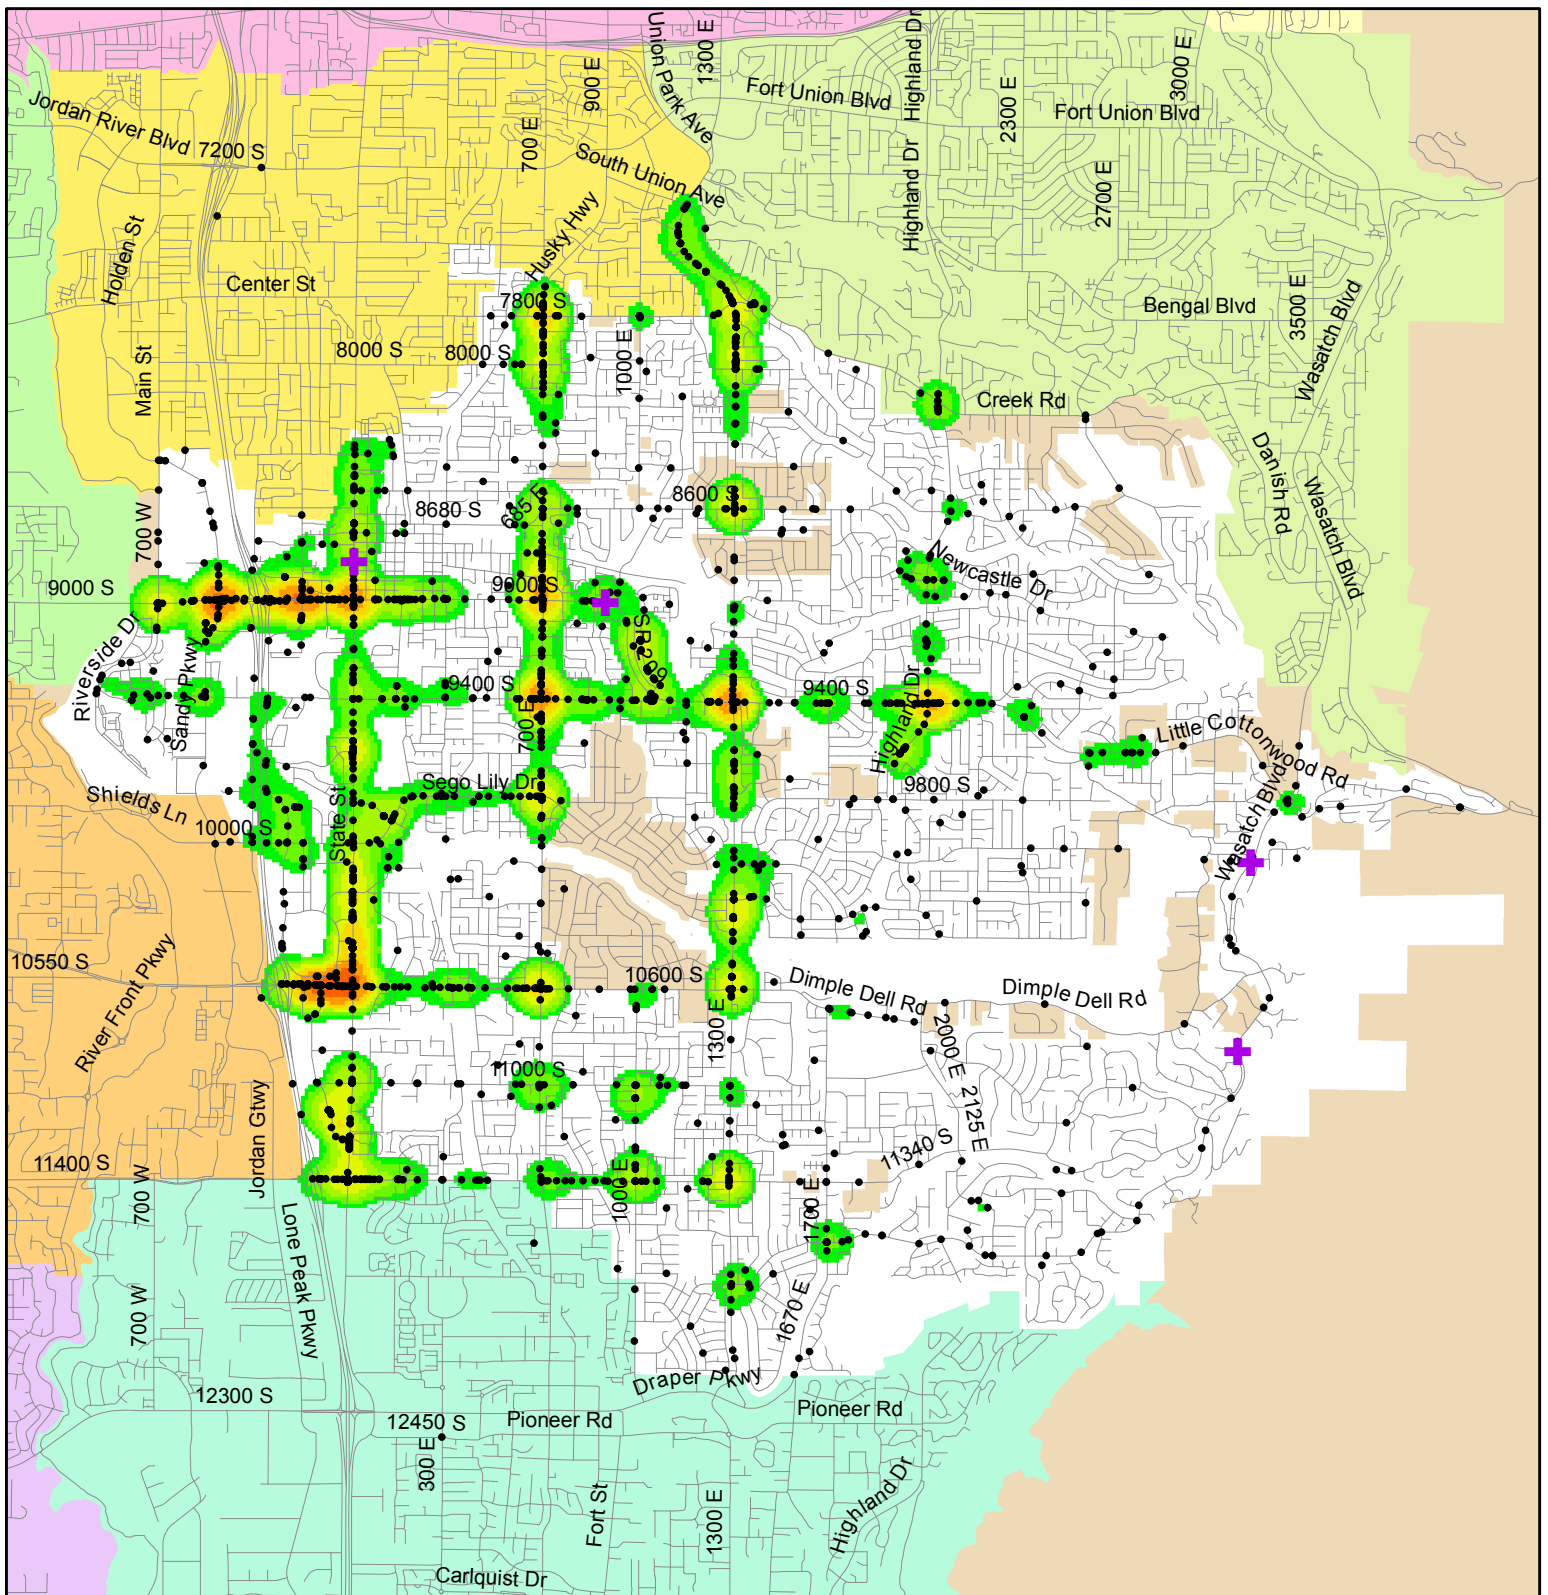 Union Park Ave
1300 E
Highland Dr
900 E
Fort Union Blvd
2300 E
Fort Union Blvd
3000 E
Jordan River Blvd
7200 S
700 E
South Union Ave
Highland Dr
2700 E
Holden St
Husky Hwy
Center St
7800 S
Bengal Blvd
3500 E
Wasatch Blvd
Main St
8000 S
8000 S
1000 E
Creek Rd
Danish Rd
Wasatch Blvd
700 W
8680 S
685 E
8600 S
9000 S
9000 S
Newcastle Dr
Riverside Dr
Sandy Pkwy
SR 209
9400 S
9400 S
700 E
Highland Dr
Little Cottonwood Rd
Shields Ln
Sego Lily Dr
9800 S
10000 S
State St
Wasatch Blvd
10550 S
River Front Pkwy
10600 S
Dimple Dell Rd
Dimple Dell Rd
1300 E
2000 E
11000 S
2125 E
Jordan Gtwy
11400 S
11340 S
700 W
1000 E
1700 E
Lone Peak Pkwy
700 W
1670 E
Draper Pkwy
12300 S
12450 S
Pioneer Rd
Pioneer Rd
300 E
Fort St
1300 E
Highland Dr
Carlquist Dr